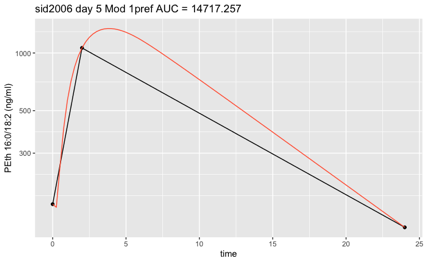 sid2006 day 5 Mod 1pref AUC = 14717.257
PEth 16:0/18:2 (ng/ml)
1000
500
300
0 5 10 15 20 25
time